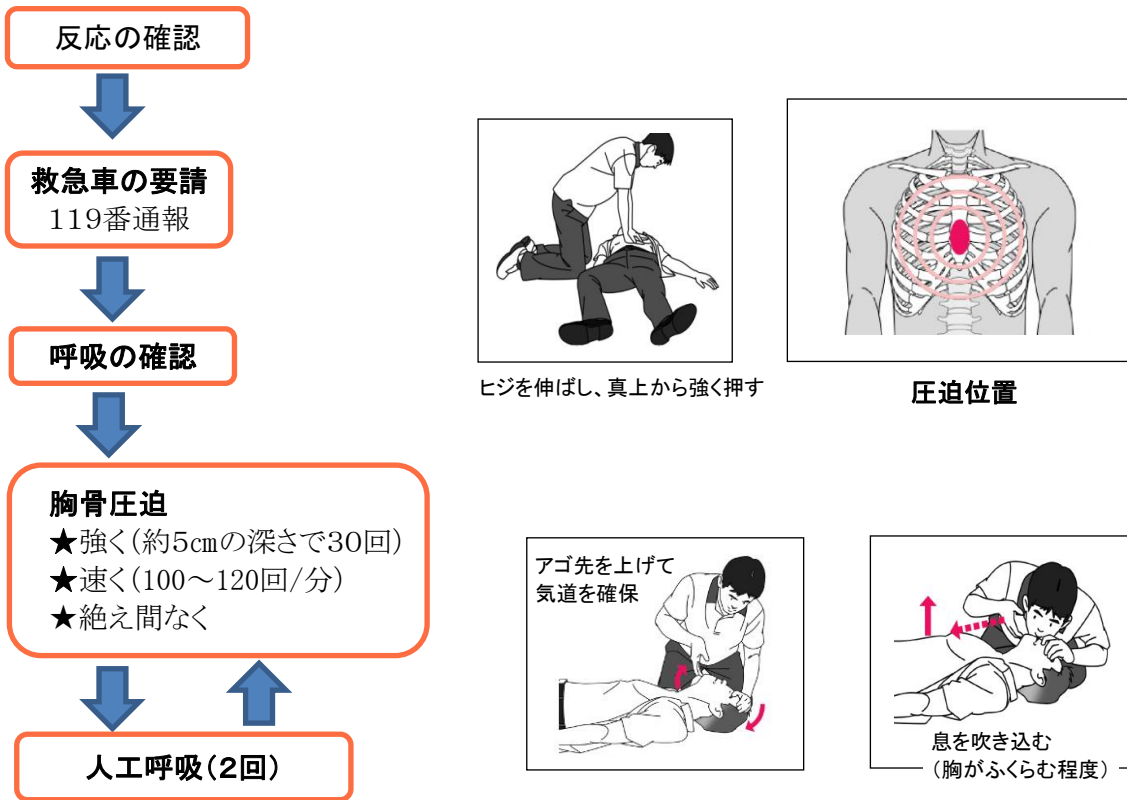 反応の確認
救急車の要請
119番通報
呼吸の確認
胸骨圧迫
★強く(約5㎝の深さで30回)
★速く(100～120回/分)
★絶え間なく
人工呼吸(2回)
ヒジを伸ばし、真上から強く押す
圧迫位置
アゴ先を上げて
気道を確保
息を吹き込む
(胸がふくらむ程度)